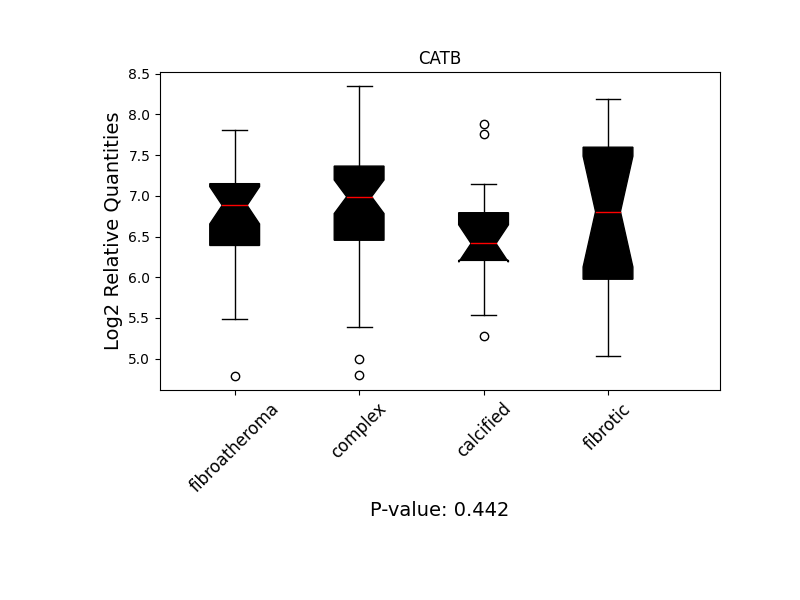 CATB
Log2 Relative Quantities
8.5
8.0
7.5
7.0
6.5
6.0
5.5
5.0
fibroatheroma
complex
calcified
fibrotic
P-value: 0.442